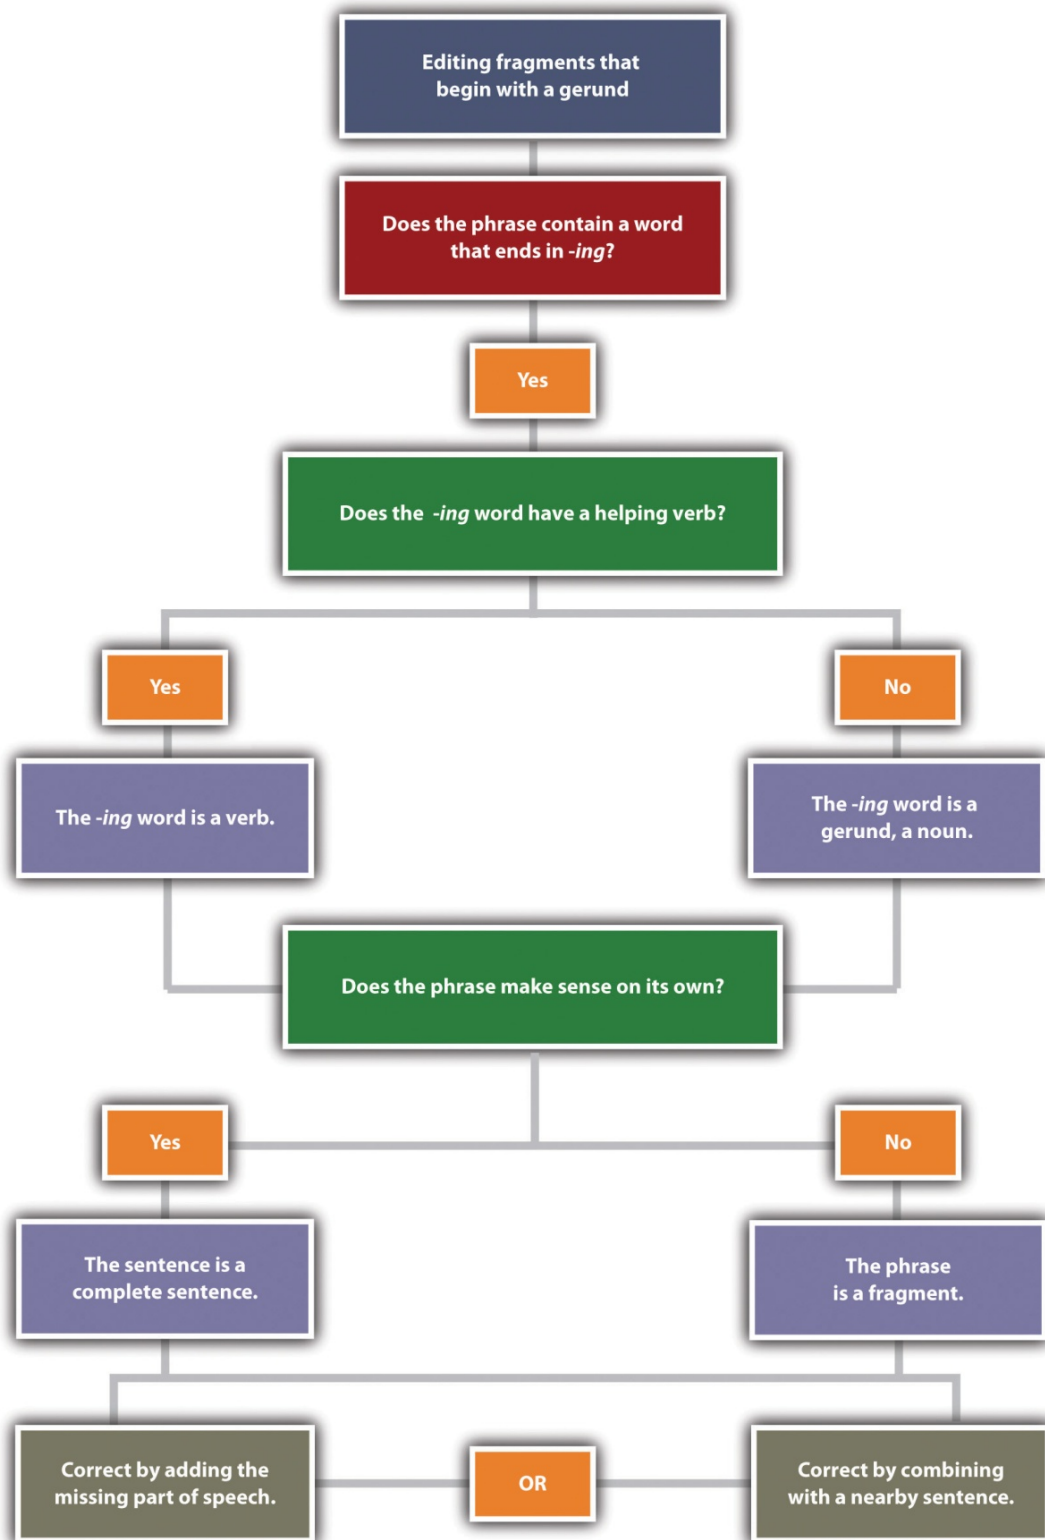 Editing fragments that
begin with a gerund
Does the phrase contain a word
that ends in -ing?
Yes
Does the -ing word have a helping verb?
Yes
No
The -ing word is a verb.
The -ing word is a
gerund, a noun.
Does the phrase make sense on its own?
Yes
No
The sentence is a
complete sentence.
The phrase
is a fragment.
Correct by adding the
missing part of speech.
OR
Correct by combining
with a nearby sentence.